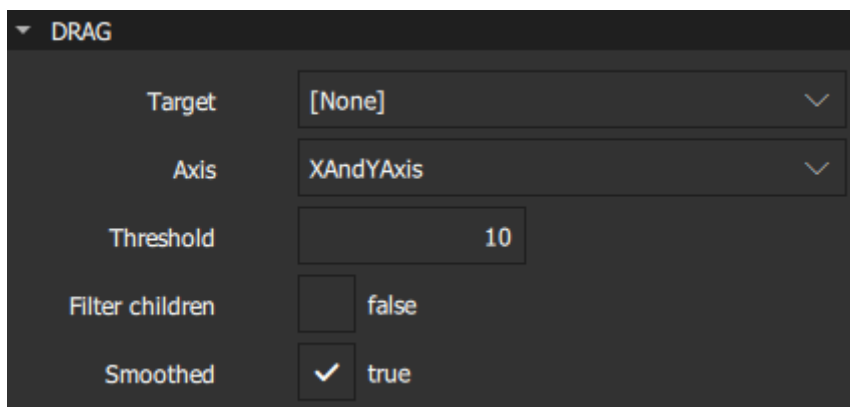 DRAG
Target [None]
Axis XAndYAxis
Threshold 10
Filter children false
Smoothed true